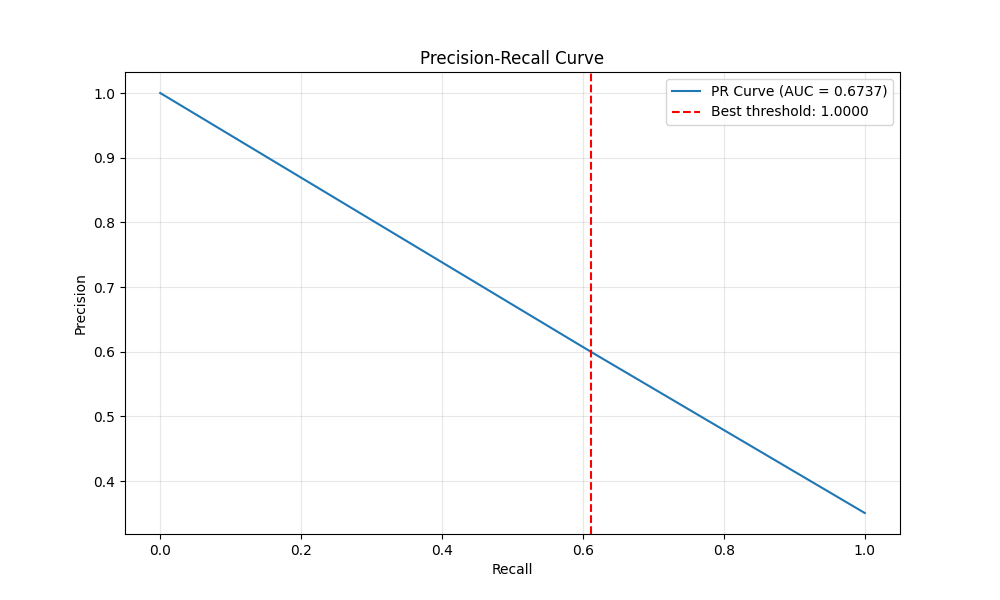 Precision-Recall Curve
PR Curve (AUC = 0.6737)
Best threshold: 1.0000
Precision
1.0
0.9
0.8
0.7
0.6
0.5
0.4
0.0 0.2 0.4 0.6 0.8 1.0
Recall